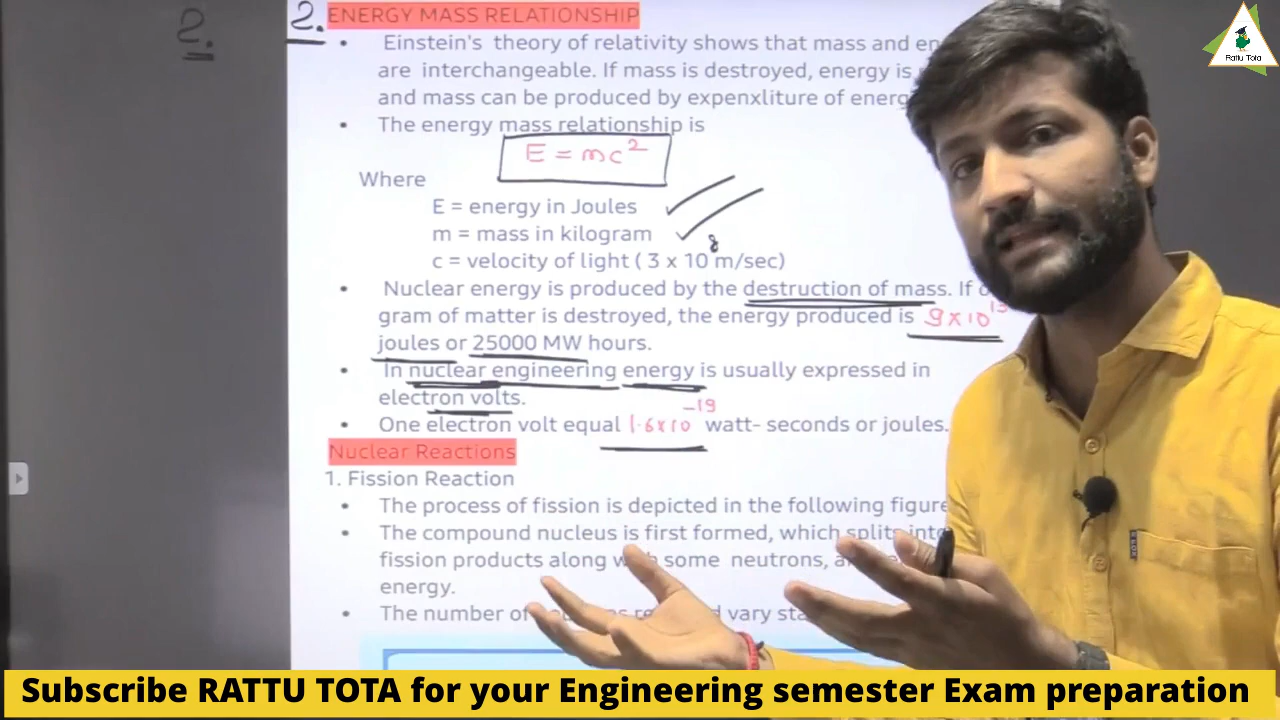 2.
2. ENERGY MASS RELATIONSHIP
• Einstein's theory of relativity shows that mass and en
are interchangeable. If mass is destroyed, energy is
and mass can be produced by expenxliture of energ
• The energy mass relationship is
E = mc²
Where
E = energy in Joules
m = mass in kilogram
c = velocity of light ( 3 x 10⁸ m/sec)
• Nuclear energy is produced by the destruction of mass. If
gram of matter is destroyed, the energy produced is 9×10¹³
joules or 25000 MW hours.
• In nuclear engineering energy is usually expressed in
electron volts.
• One electron volt equal 1.6×10⁻¹⁹ watt- seconds or joules.
Nuclear Reactions
1. Fission Reaction
• The process of fission is depicted in the following figure
• The compound nucleus is first formed, which splits into
fission products along with some neutrons,
energy.
• The number of vary
Rattu Tota
Subscribe RATTU TOTA for your Engineering semester Exam preparation